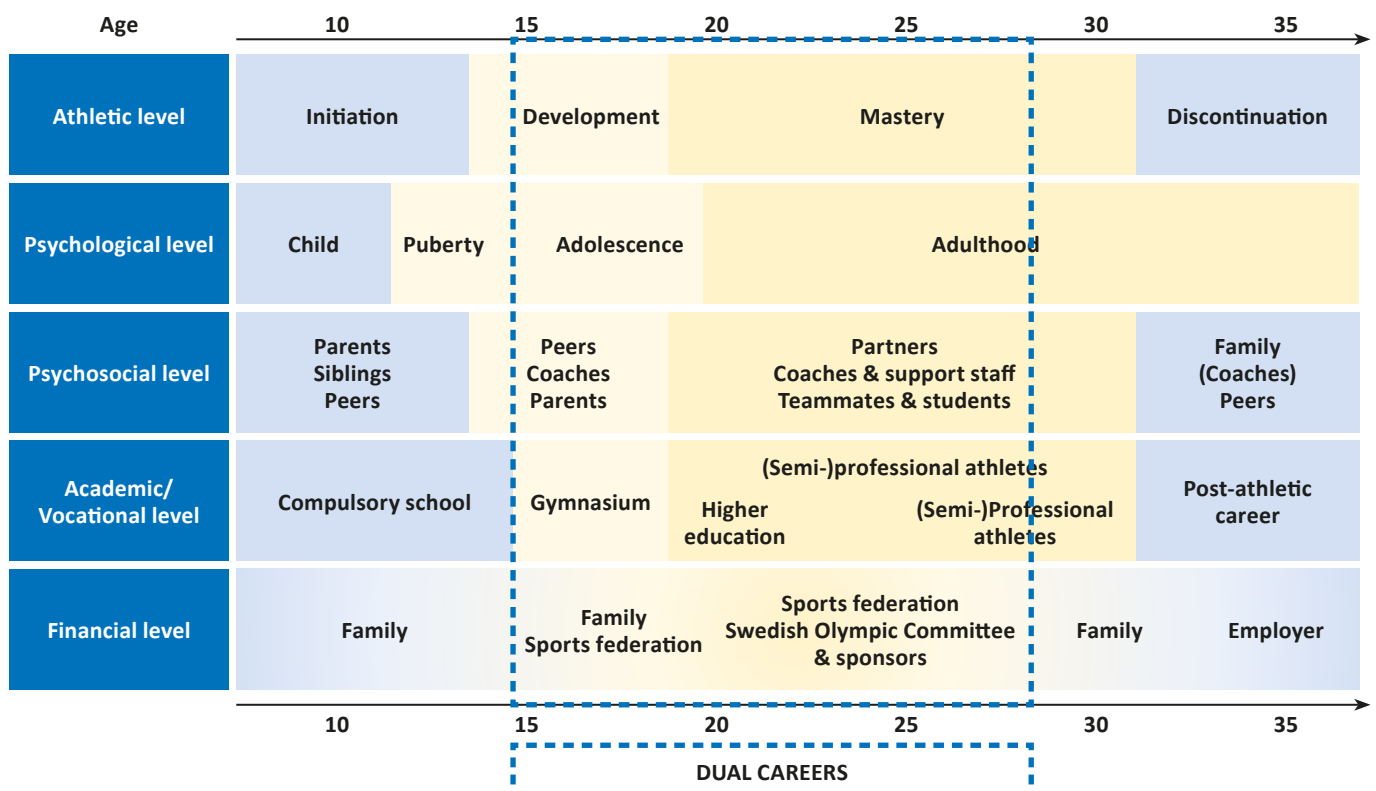 Age 10 15 20 25 30 35
Athletic level Initiation Development Mastery Discontinuation
Psychological level Child Puberty Adolescence Adulthood
Psychosocial level
Parents
Siblings
Peers
Peers
Coaches
Parents
Partners
Coaches & support staff
Teammates & students
Family
(Coaches)
Peers
Academic/
Vocational level
Compulsory school
Gymnasium
(Semi-)professional athletes
Higher
education
(Semi-)Professional
athletes
Post-athletic
career
Financial level
Family
Family
Sports federation
Sports federation
Swedish Olympic Committee
& sponsors
Family
Employer
10 15 20 25 30 35
DUAL CAREERS